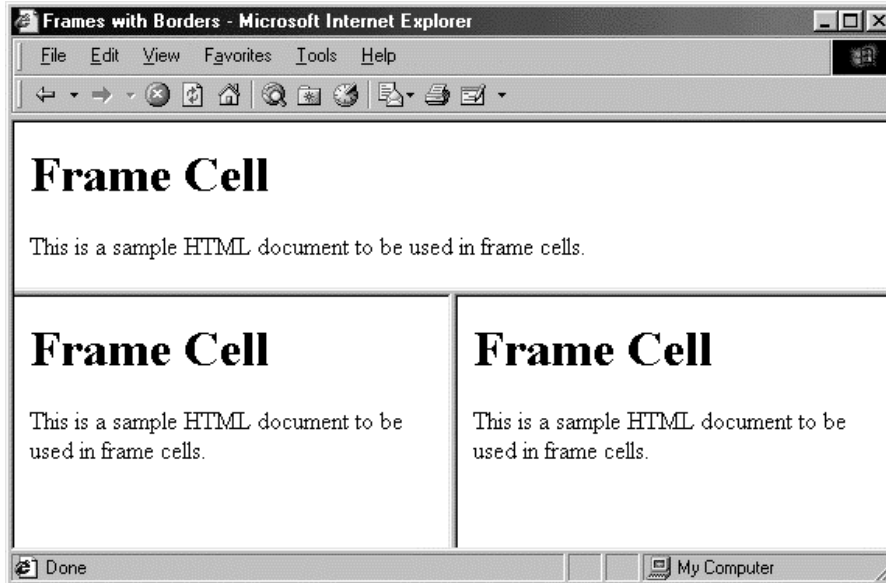 Frames with Borders - Microsoft Internet Explorer
File Edit View Favorites Tools Help
Frame Cell
This is a sample HTML document to be used in frame cells.
Frame Cell
This is a sample HTML document to be
used in frame cells.
Frame Cell
This is a sample HTML document to be
used in frame cells.
Done
My Computer